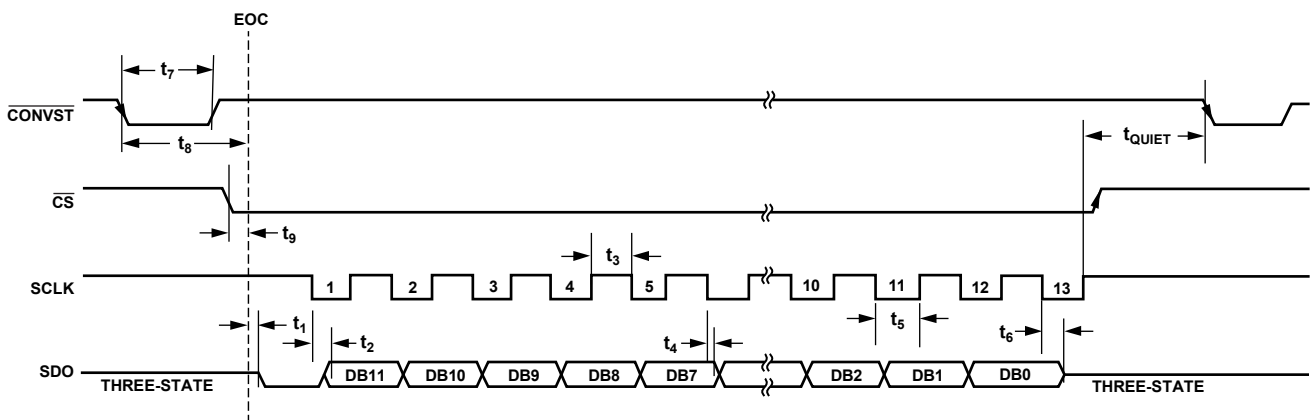 EOC
t7
CONVST
t8
tQUIET
CS
t9
t3
SCLK
1 2 3 4 5 10 11 12 13
t1 t2 t4 t5 t6
SDO
THREE-STATE
DB11 DB10 DB9 DB8 DB7 DB2 DB1 DB0
THREE-STATE